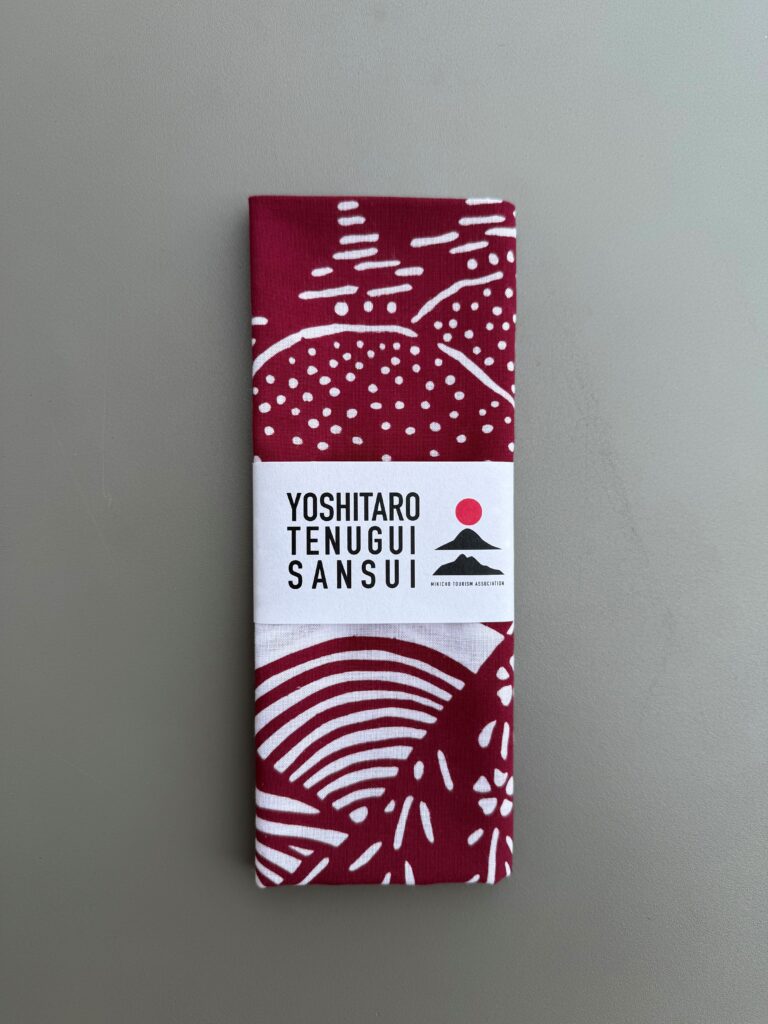 YOSHITARO
TENUGUI
SANSUI
MIKICHO TOURISM ASSOCIATION